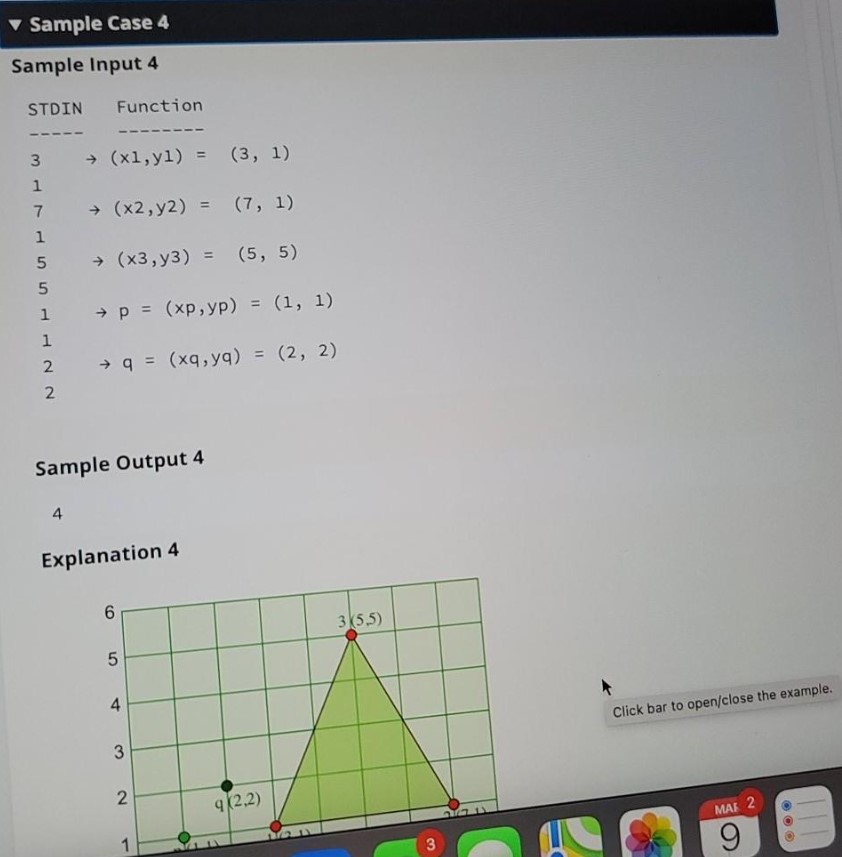 ▼ Sample Case 4
Sample Input 4
STDIN Function
----- --------
3 → (x1,y1) = (3, 1)
1
7 → (x2,y2) = (7, 1)
1
5 → (x3,y3) = (5, 5)
5
1 → p = (xp,yp) = (1, 1)
1
2 → q = (xq,yq) = (2, 2)
2
Sample Output 4
4
Explanation 4
6
3 (5,5)
5
4
3
2
q (2,2)
1
Click bar to open/close the example.
3
MAR 2
9